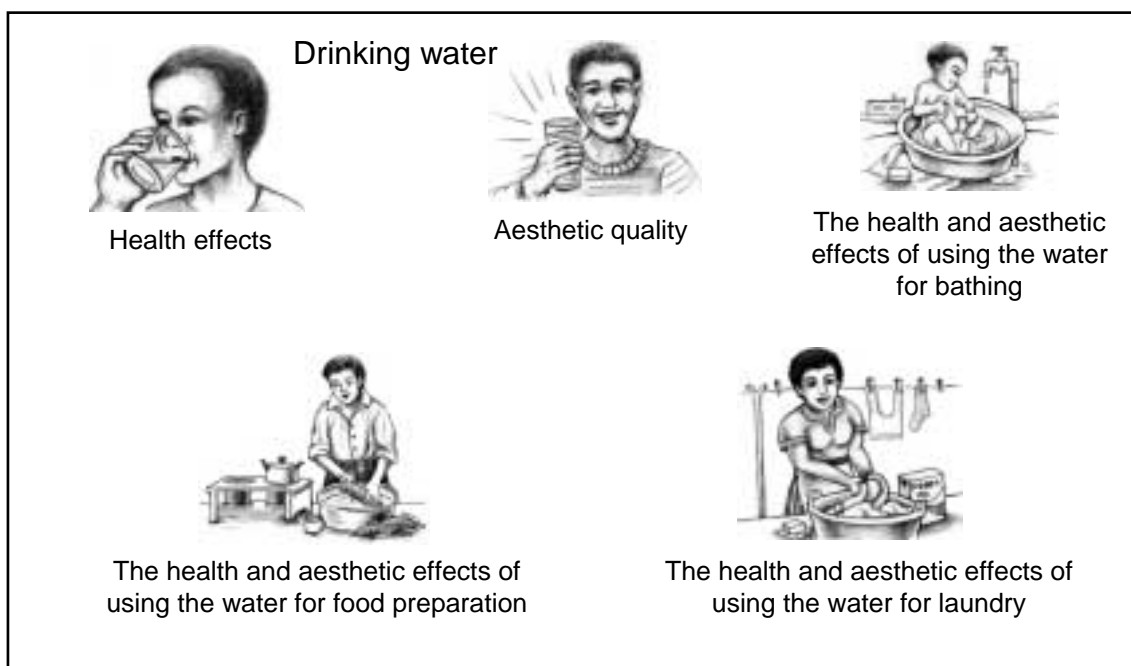 Drinking water
Health effects
Aesthetic quality
The health and aesthetic
effects of using the water
for bathing
The health and aesthetic effects of
using the water for food preparation
The health and aesthetic effects of
using the water for laundry